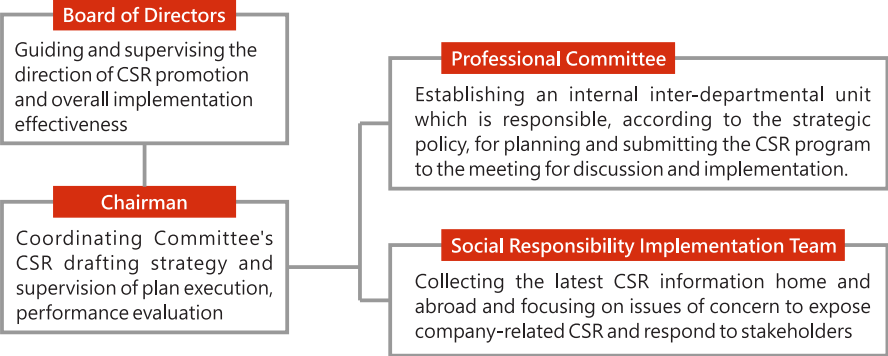 Board of Directors
Guiding and supervising the
direction of CSR promotion
and overall implementation
effectiveness
Chairman
Coordinating Committee's
CSR drafting strategy and
supervision of plan execution,
performance evaluation
Professional Committee
Establishing an internal inter-departmental unit
which is responsible, according to the strategic
policy, for planning and submitting the CSR program
to the meeting for discussion and implementation.
Social Responsibility Implementation Team
Collecting the latest CSR information home and
abroad and focusing on issues of concern to expose
company-related CSR and respond to stakeholders